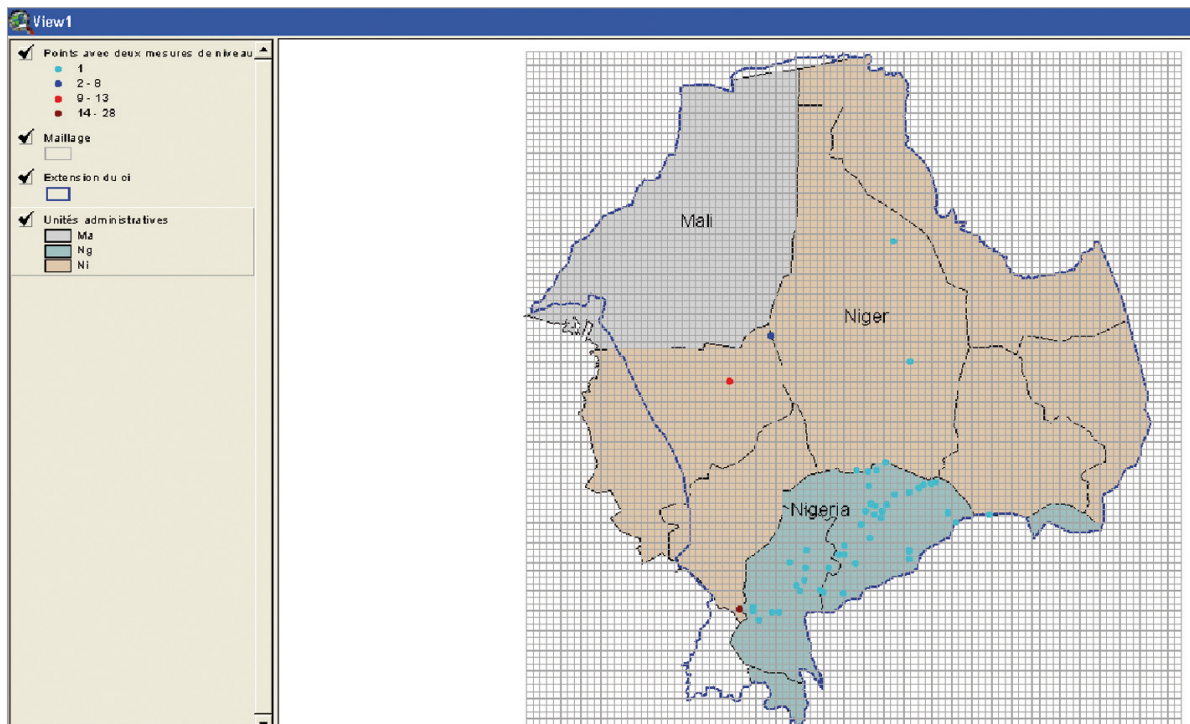 View1
Points avec deux mesures de niveau
1
2 - 8
9 - 13
14 - 28
Maillage
Extension du ci
Unités administratives
Ma
Ng
Ni
Mali
Niger
Nigeria